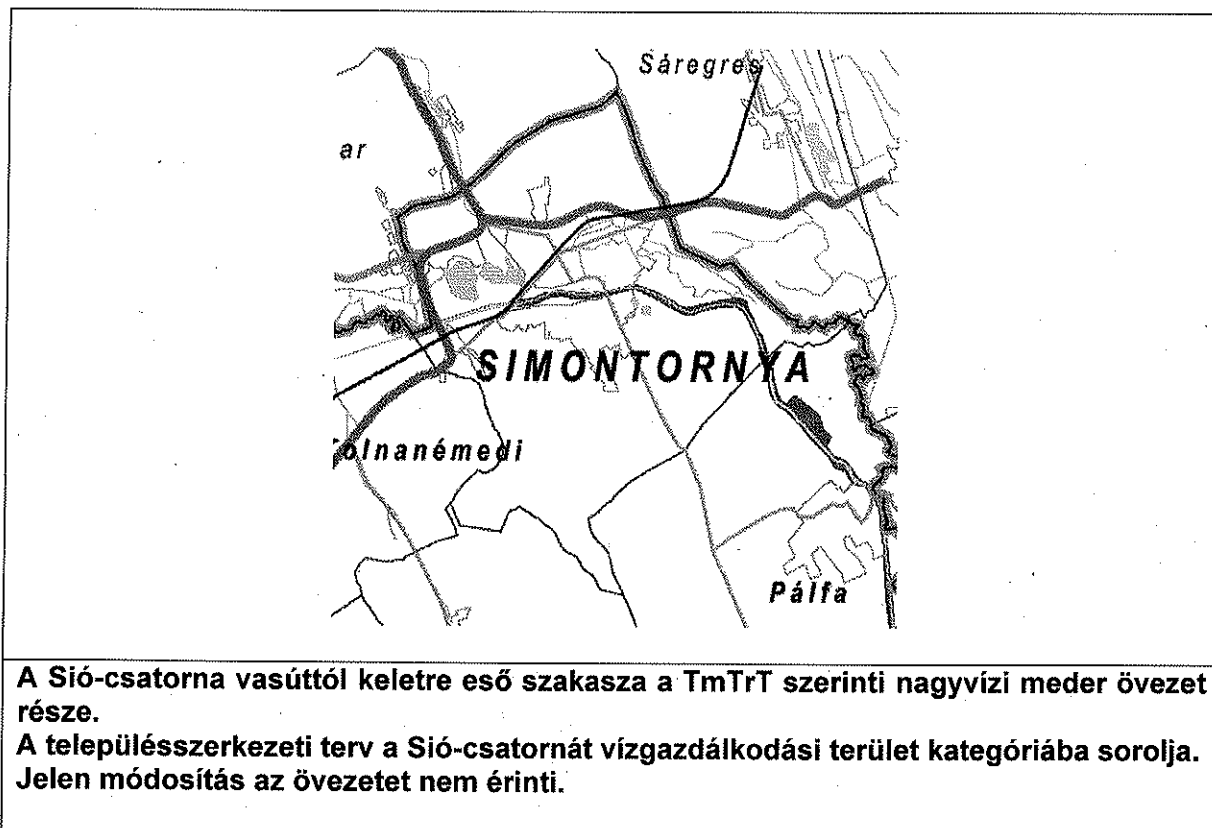 Sáregres
ar
SIMONTORNYA
Tolnanémedi
Pálfa
A Sió-csatorna vasúttól keletre eső szakasza a TmTrT szerinti nagyvízi meder övezet
része.
A településszerkezeti terv a Sió-csatornát vízgazdálkodási terület kategóriába sorolja.
Jelen módosítás az övezetet nem érinti.